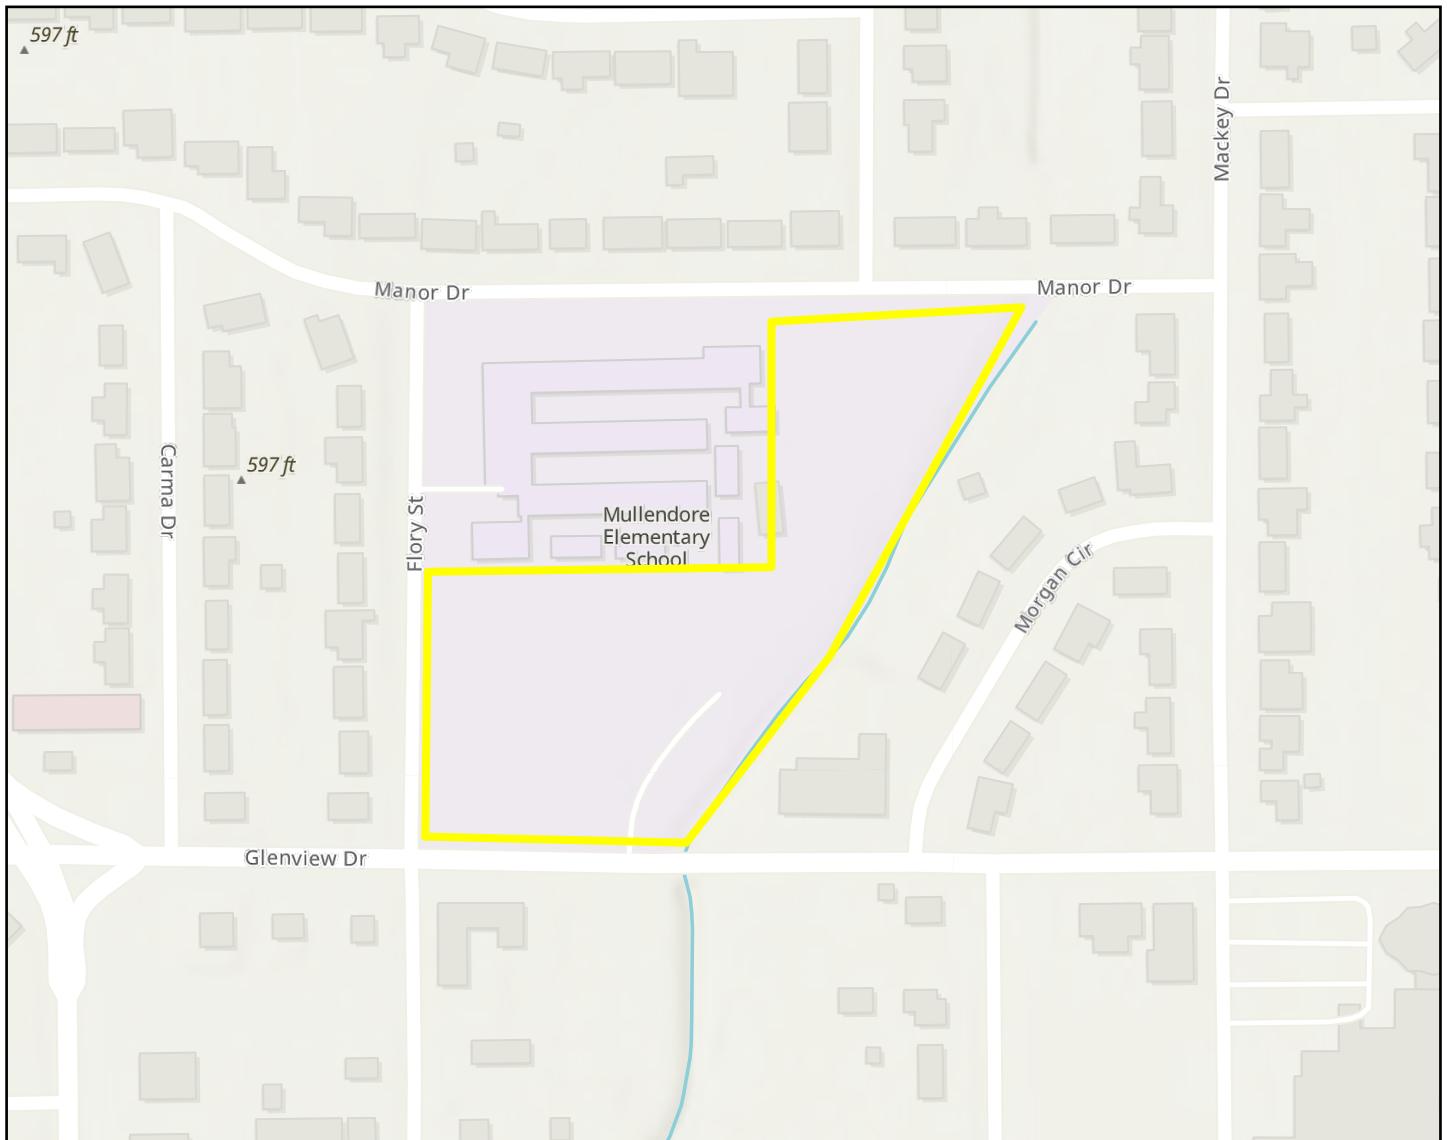 597 ft
Mackey Dr
Manor Dr
Manor Dr
Carma Dr
597 ft
Flory St
Mullendore
Elementary
School
Morgan Cir
Glenview Dr